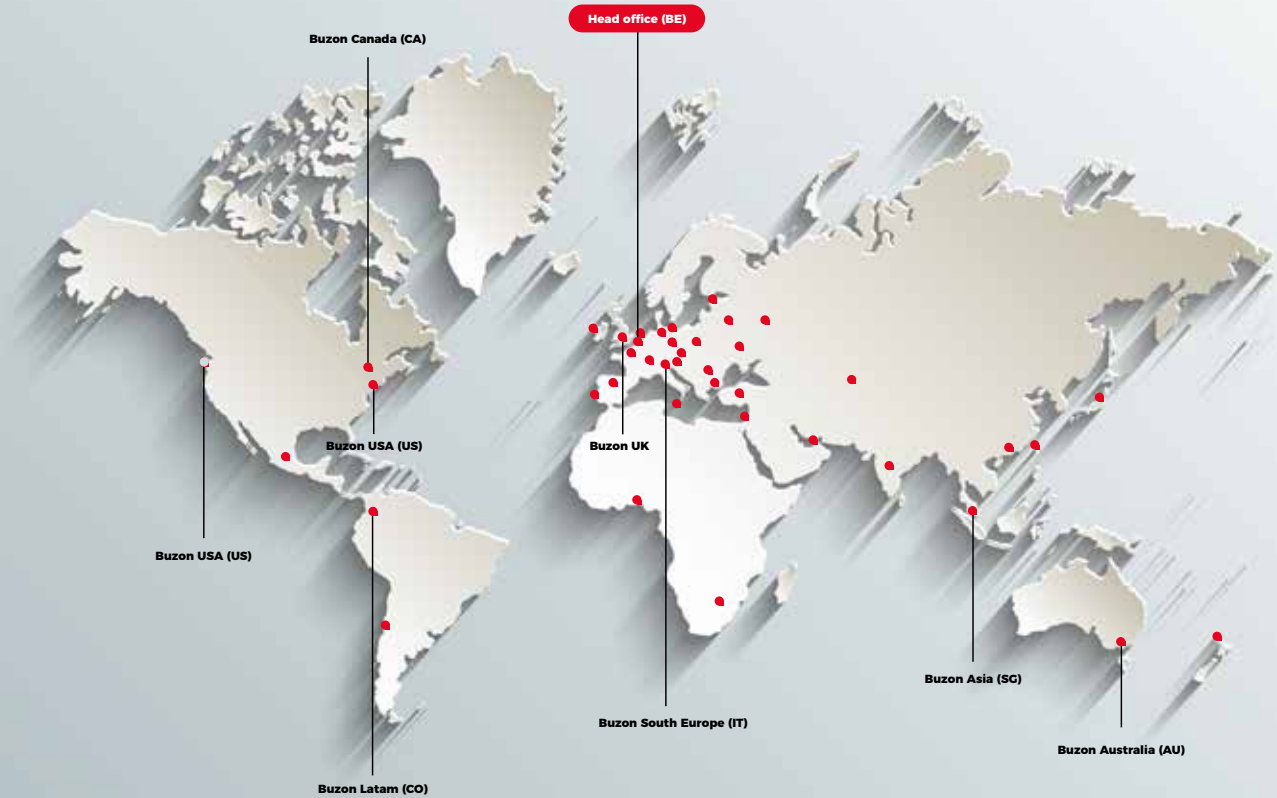 Head office (BE)
Buzon Canada (CA)
Buzon USA (US)
Buzon UK
Buzon USA (US)
Buzon Asia (SG)
Buzon South Europe (IT)
Buzon Australia (AU)
Buzon Latam (CO)